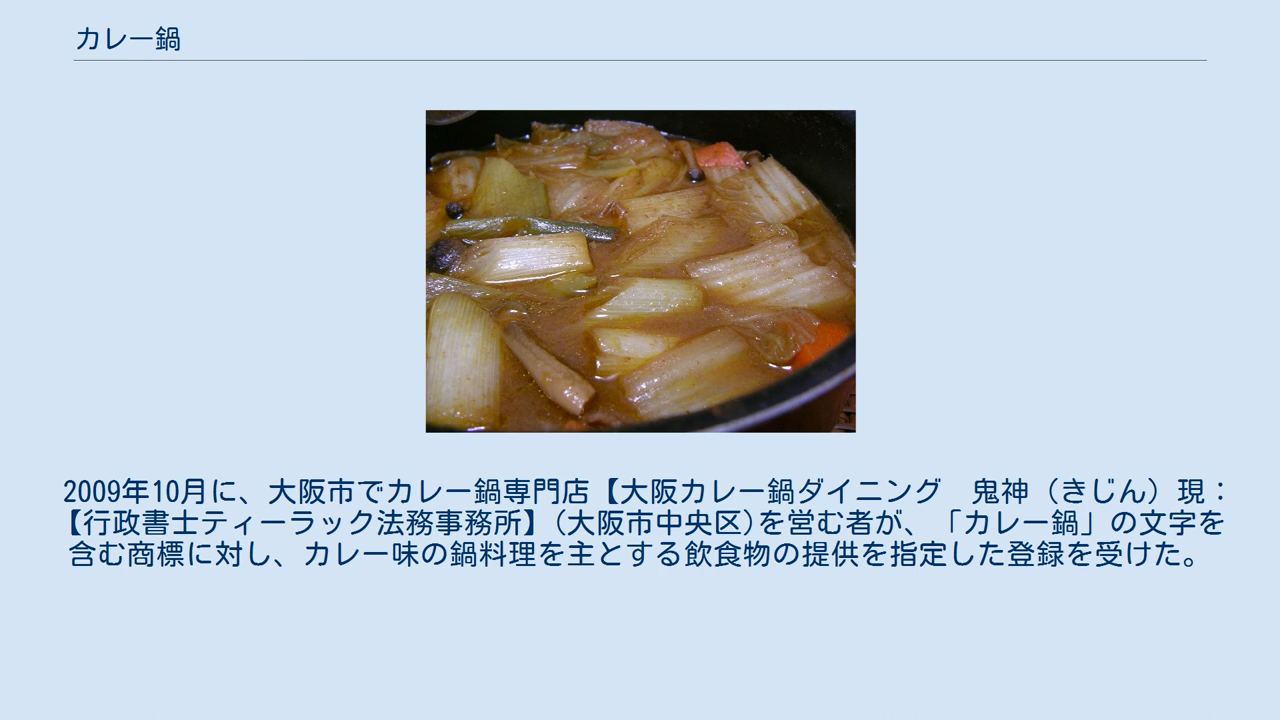 カレー鍋
2009年10月に、大阪市でカレー鍋専門店【大阪カレー鍋ダイニング　鬼神（きじん）現：
【行政書士ティーラック法務事務所】(大阪市中央区)を営む者が、「カレー鍋」の文字を
含む商標に対し、カレー味の鍋料理を主とする飲食物の提供を指定した登録を受けた。